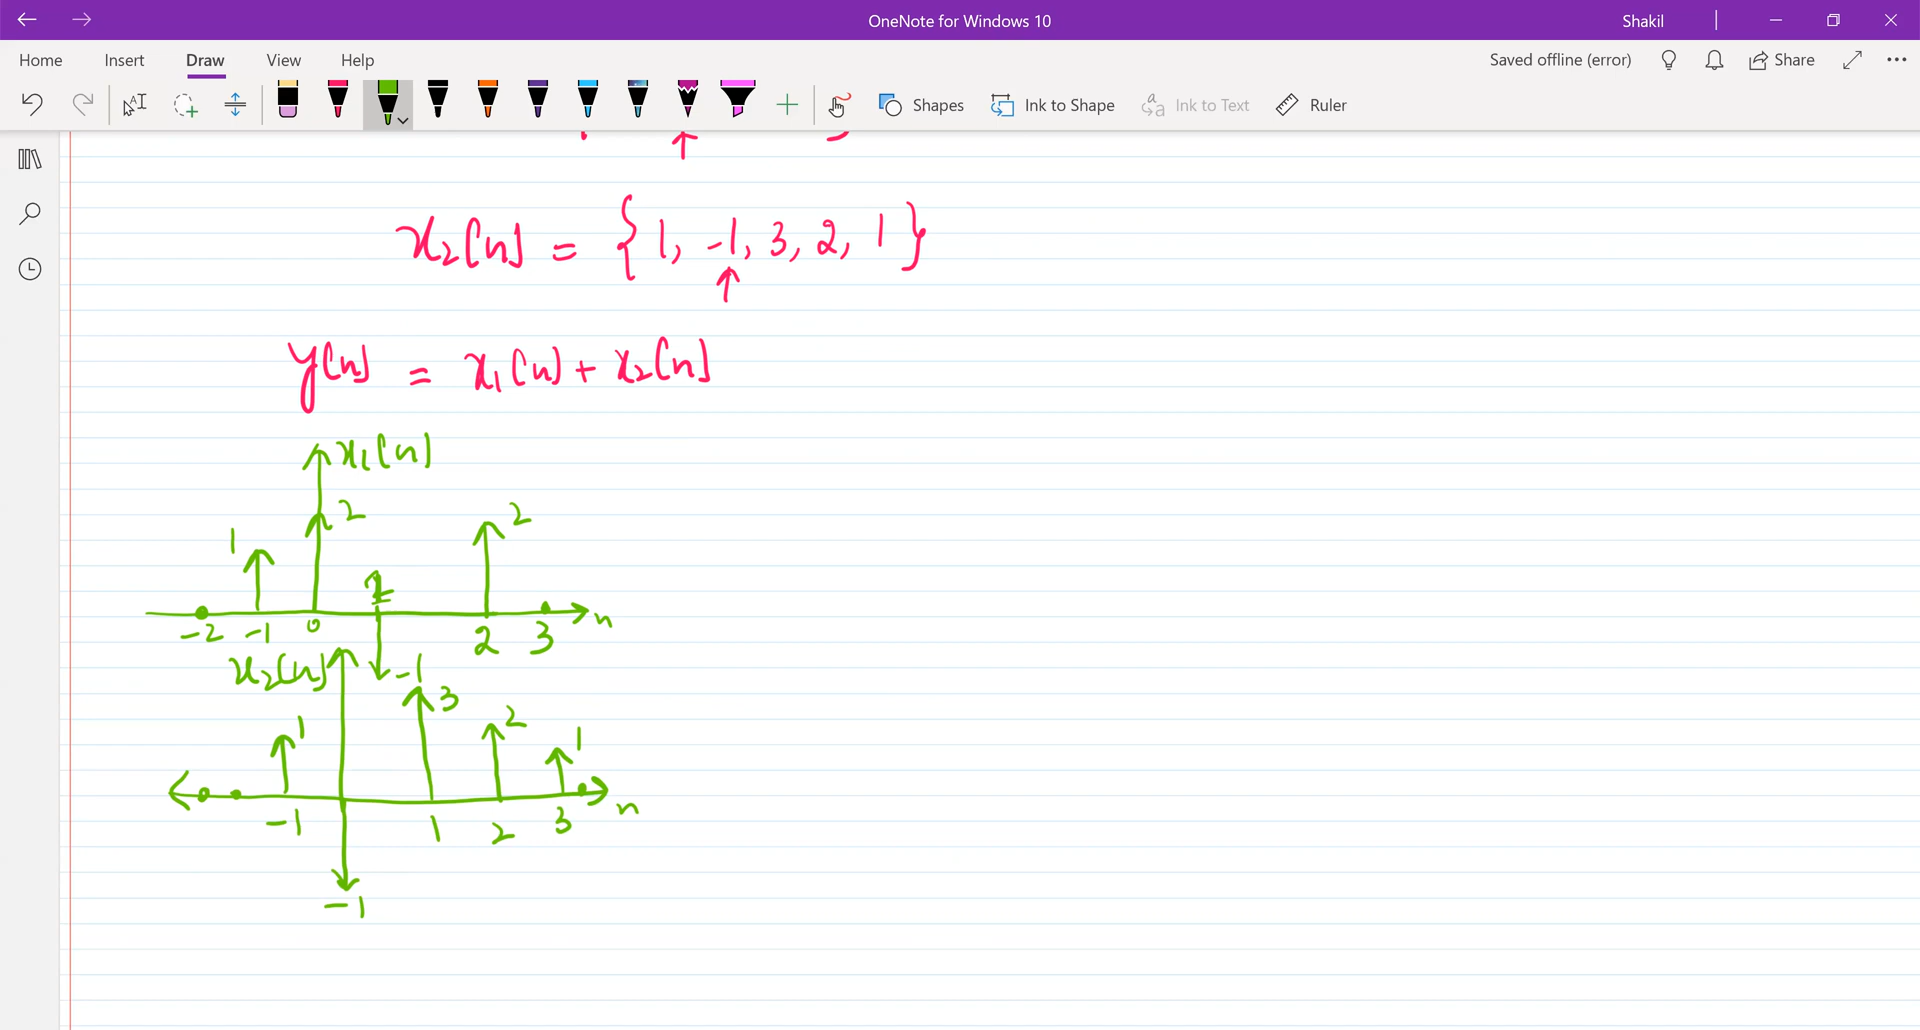 OneNote for Windows 10
Shakil
Home Insert Draw View Help
Saved offline (error) Share
Shapes Ink to Shape Ink to Text Ruler
x₂[n] = {1, -1, 3, 2, 1}
↑
y[n] = x₁[n] + x₂[n]
x₁[n]
1 2 2
-2 -1 0 1 2 3 n
-1
x₂[n]
1 3 2 1
-1 1 2 3 n
-1